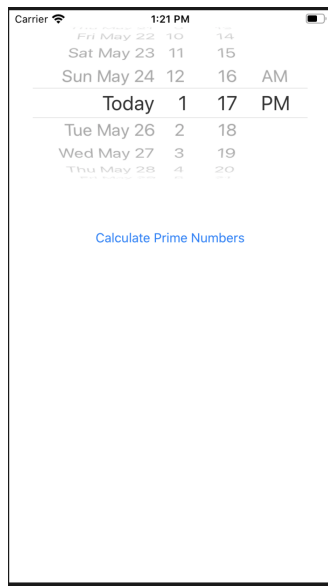 Carrier 1:21 PM
Fri May 22 10 14
Sat May 23 11 15
Sun May 24 12 16 AM
Today 1 17 PM
Tue May 26 2 18
Wed May 27 3 19
Thu May 28 4 20
Calculate Prime Numbers